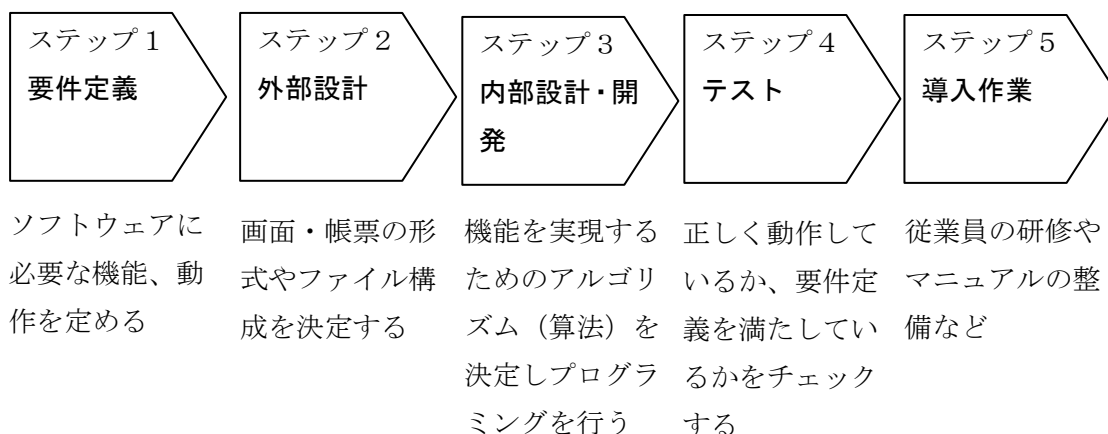 ステップ1
要件定義
ソフトウェアに
必要な機能、動
作を定める
ステップ2
外部設計
画面・帳票の形
式やファイル構
成を決定する
ステップ3
内部設計・開
発
機能を実現する
ためのアルゴリ
ズム(算法)を
決定しプログラ
ミングを行う
ステップ4
テスト
正しく動作して
いるか、要件定
義を満たしてい
るかをチェック
する
ステップ5
導入作業
従業員の研修や
マニュアルの整
備など